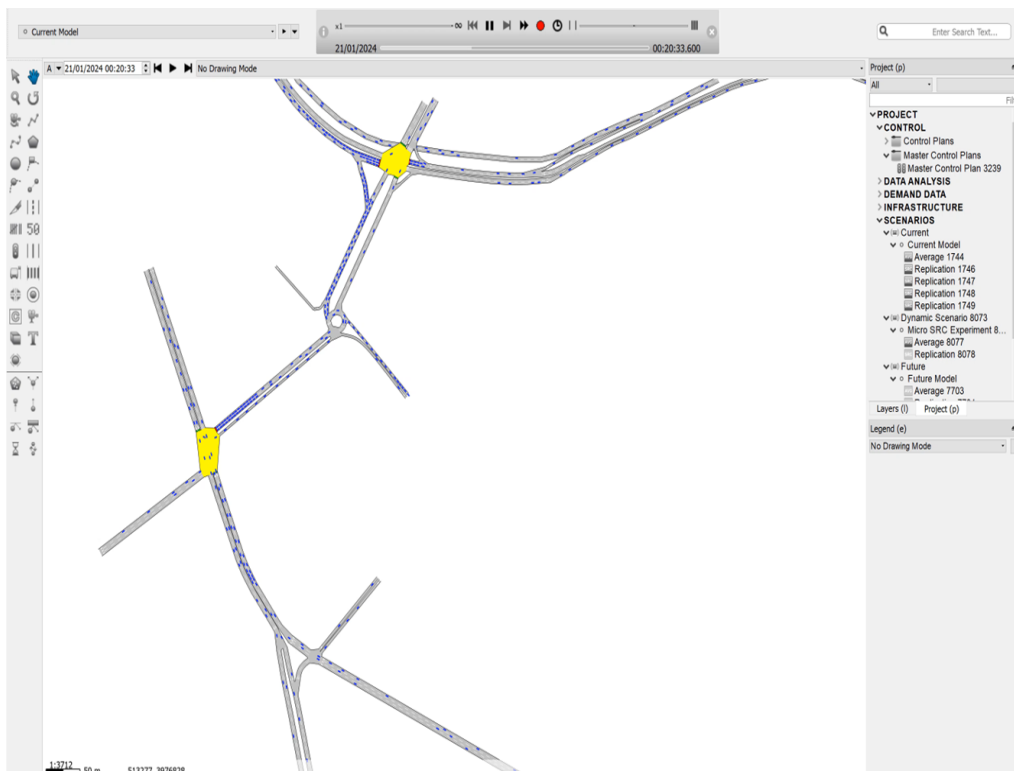 Current Model
x1
∞
21/01/2024
00:20:33.600
Enter Search Text...
A
21/01/2024 00:20:33
No Drawing Mode
50
T
Project (p)
All
Fil
PROJECT
CONTROL
Control Plans
Master Control Plans
Master Control Plan 3239
DATA ANALYSIS
DEMAND DATA
INFRASTRUCTURE
SCENARIOS
Current
Current Model
Average 1744
Replication 1746
Replication 1747
Replication 1748
Replication 1749
Dynamic Scenario 8073
Micro SRC Experiment 8...
Average 8077
Replication 8078
Future
Future Model
Average 7703
Layers (l)
Project (p)
Legend (e)
No Drawing Mode
1:3712
50 m
513277, 3976828